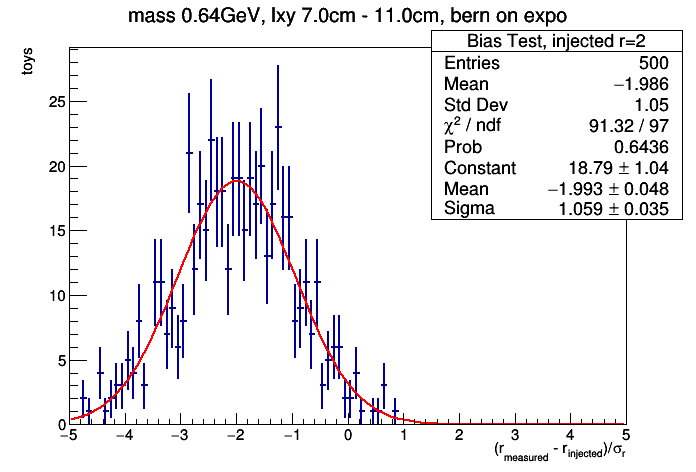 mass 0.64GeV, lxy 7.0cm - 11.0cm, bern on expo
toys
Bias Test, injected r=2
Entries 500
Mean −1.986
Std Dev 1.05
χ² / ndf 91.32 / 97
Prob 0.6436
Constant 18.79 ± 1.04
Mean −1.993 ± 0.048
Sigma 1.059 ± 0.035
25
20
15
10
5
0
−5 −4 −3 −2 −1 0 1 2 3 4 5
(r_measured - r_injected)/σ_r